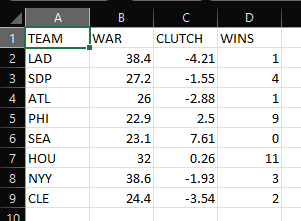 A B C D
1 TEAM WAR CLUTCH WINS
2 LAD 38.4 -4.21 1
3 SDP 27.2 -1.55 4
4 ATL 26 -2.88 1
5 PHI 22.9 2.5 9
6 SEA 23.1 7.61 0
7 HOU 32 0.26 11
8 NYY 38.6 -1.93 3
9 CLE 24.4 -3.54 2
10